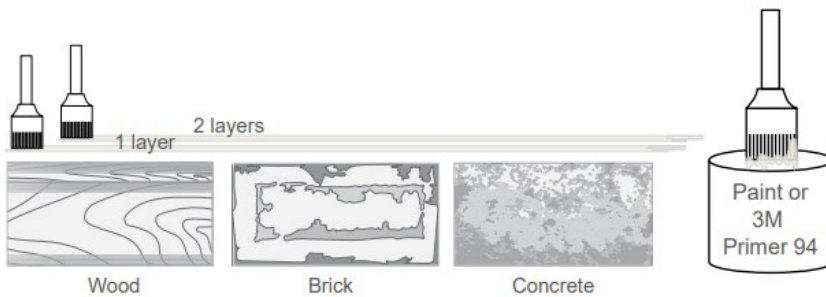 2 layers
1 layer
Paint or
3M
Primer 94
Wood
Brick
Concrete